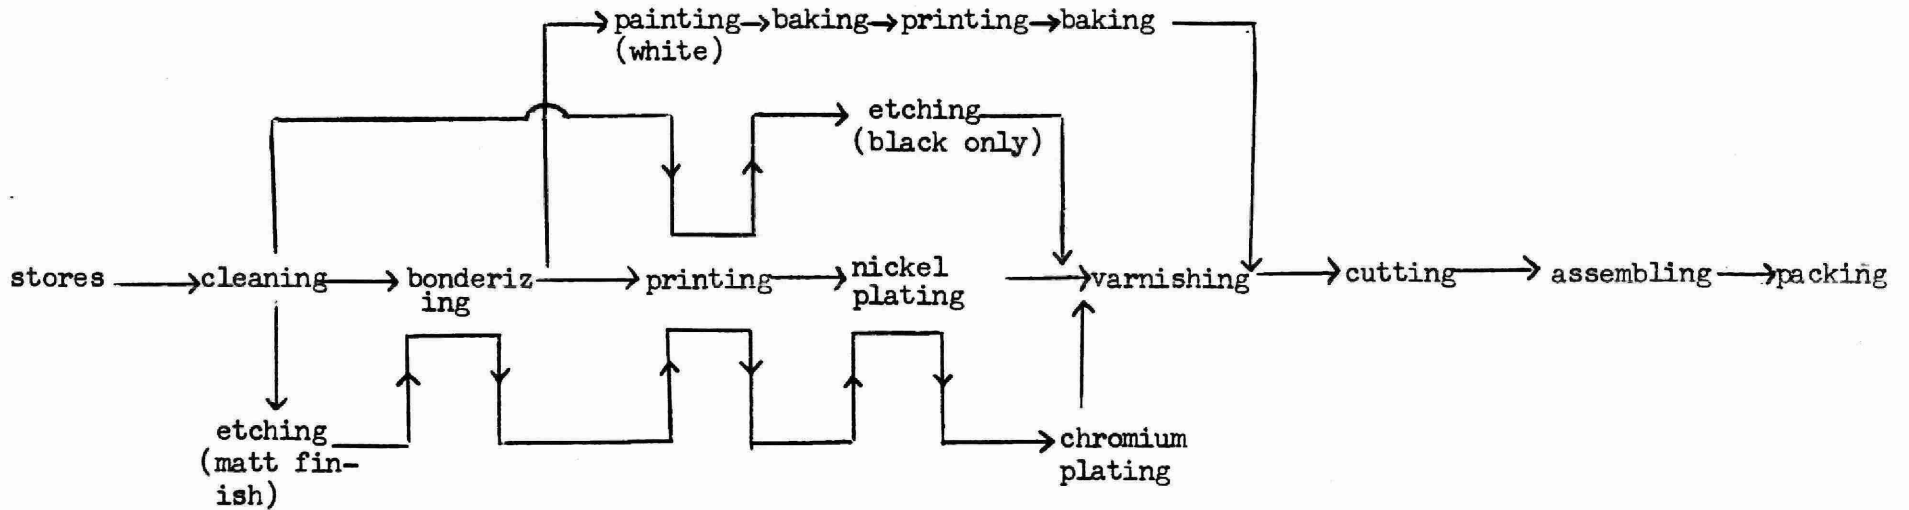 painting baking printing baking
(white)
etching
(black only)
stores cleaning bonderiz printing nickel varnishing cutting assembling packing
ing plating
etching chromium
(matt fin- plating
ish)